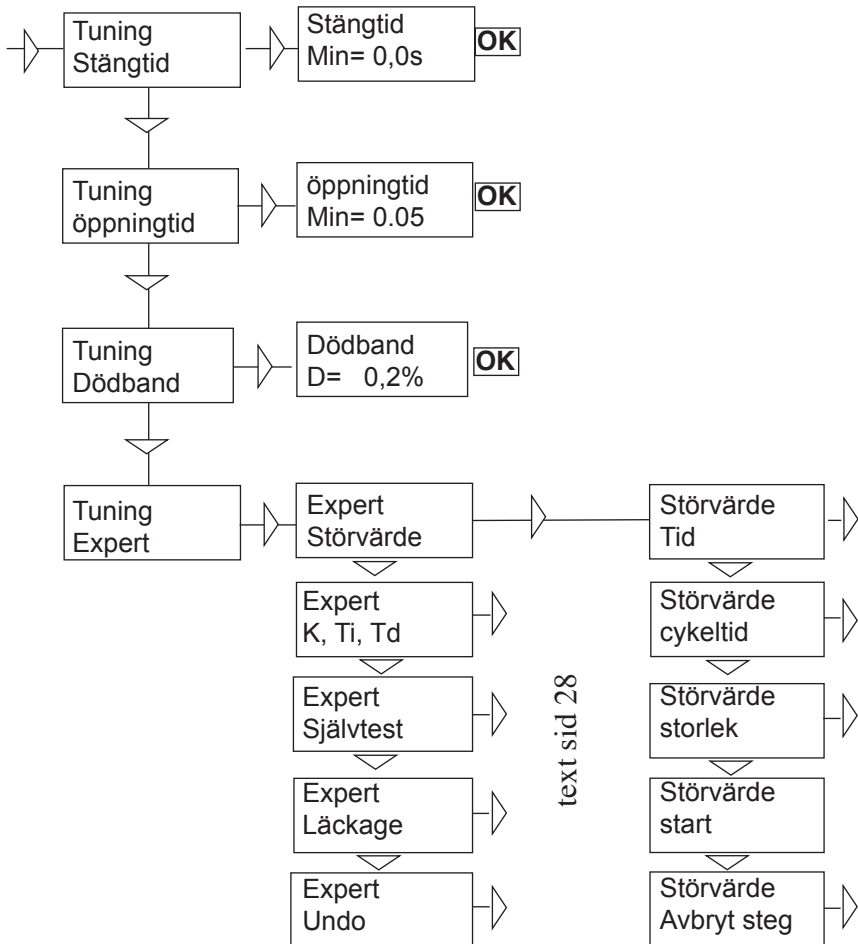 Tuning
Stängtid
Stängtid
Min= 0,0s
OK
Tuning
öppningtid
öppningtid
Min= 0.05
OK
Tuning
Dödband
Dödband
D= 0,2%
OK
Tuning
Expert
Expert
Störvärde
Störvärde
Tid
Expert
K, Ti, Td
Störvärde
cykeltid
Expert
Självtest
text sid 28
Störvärde
storlek
Expert
Läckage
Störvärde
start
Expert
Undo
Störvärde
Avbryt steg